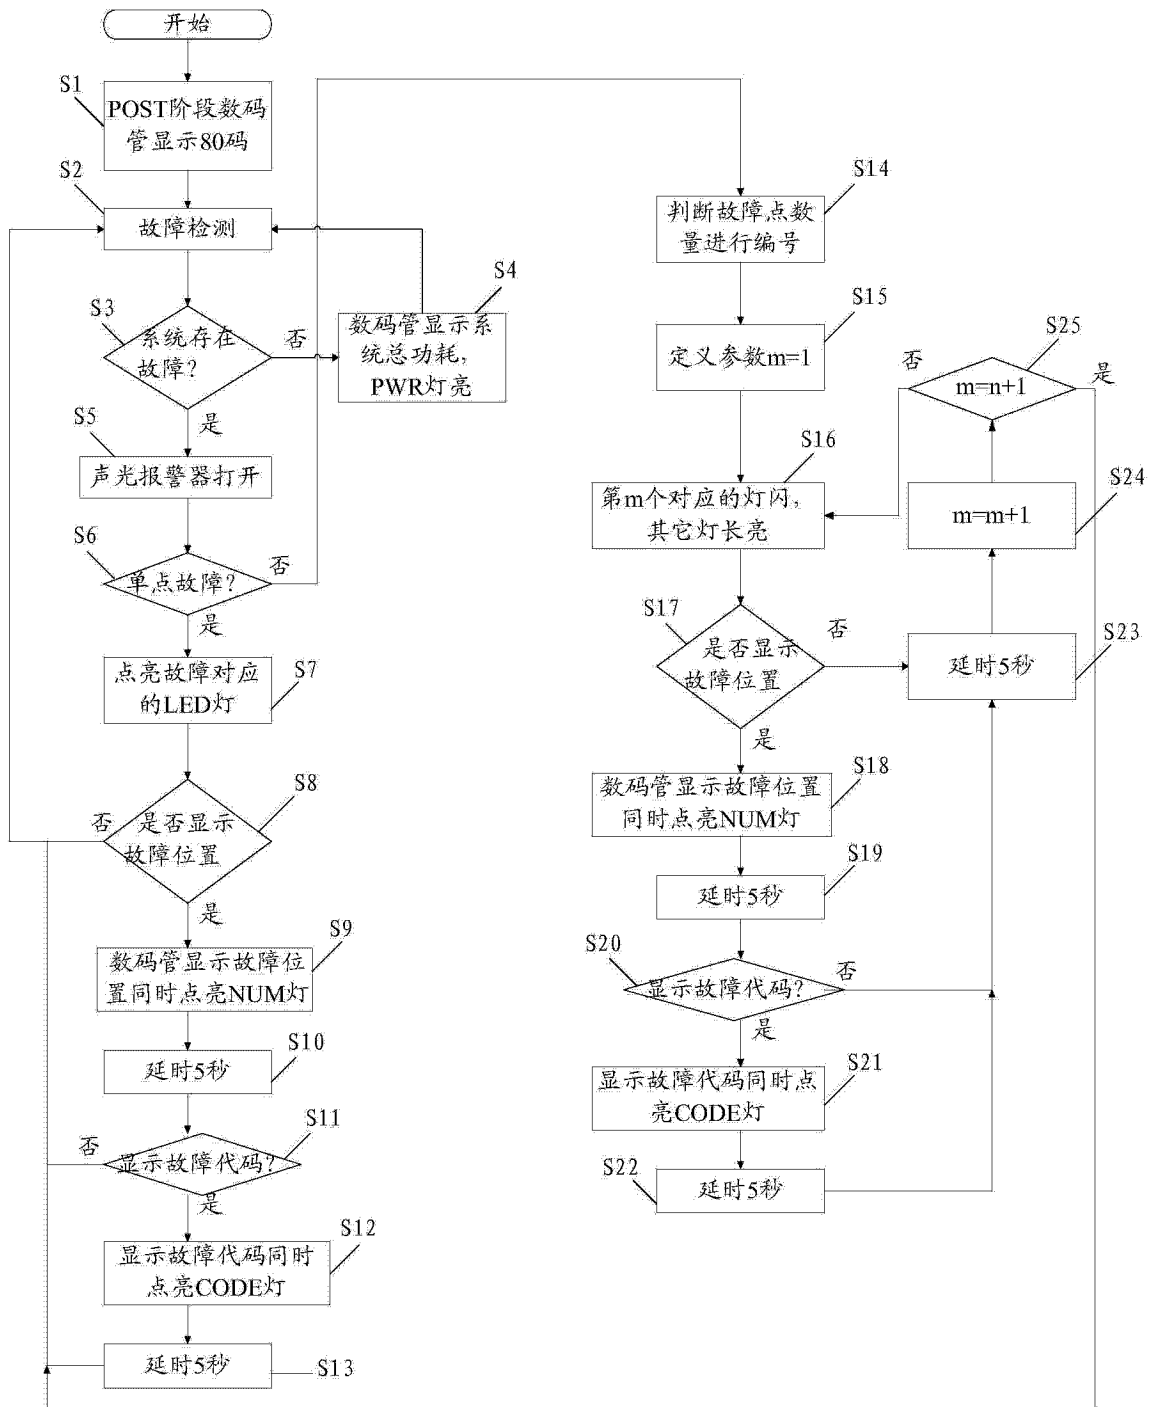 开始
S1
POST阶段数码
管显示80码
S2
故障检测
S3
系统存在
故障？
否
是
S4
数码管显示系
统总功耗，
PWR灯亮
S5
声光报警器打开
S6
单点故障？
否
是
S7
点亮故障对应
的LED灯
S8
否
是否显示
故障位置
是
S9
数码管显示故障位
置同时点亮NUM灯
S10
延时5秒
S11
否
显示故障代码？
是
S12
显示故障代码同时
点亮CODE灯
延时5秒
S13
S14
判断故障点数
量进行编号
S15
定义参数m=1
S16
第m个对应的灯闪，
其它灯长亮
S17
是否显示
故障位置
否
是
S18
数码管显示故障位置
同时点亮NUM灯
S19
延时5秒
S20
显示故障代码？
否
是
S21
显示故障代码同时点
亮CODE灯
S22
延时5秒
S23
延时5秒
S24
m=m+1
S25
否
m=n+1
是